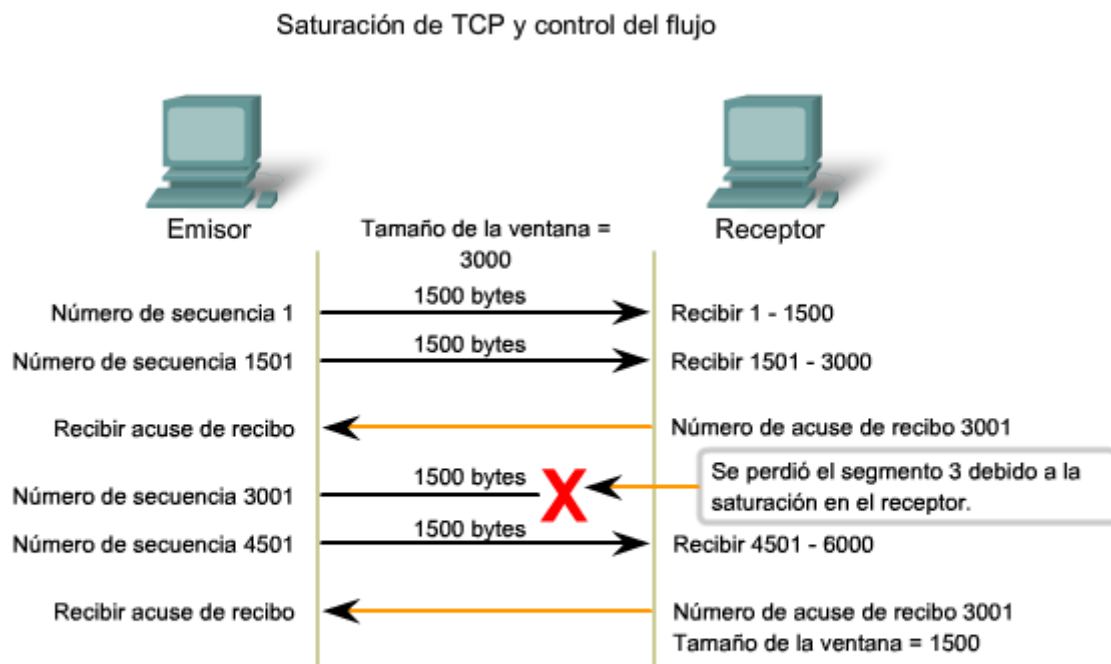 Saturación de TCP y control del flujo
Emisor
Tamaño de la ventana =
3000
Receptor
Número de secuencia 1
1500 bytes
Recibir 1 - 1500
Número de secuencia 1501
1500 bytes
Recibir 1501 - 3000
Recibir acuse de recibo
Número de acuse de recibo 3001
Número de secuencia 3001
1500 bytes
X
Se perdió el segmento 3 debido a la
saturación en el receptor.
Número de secuencia 4501
1500 bytes
Recibir 4501 - 6000
Recibir acuse de recibo
Número de acuse de recibo 3001
Tamaño de la ventana = 1500